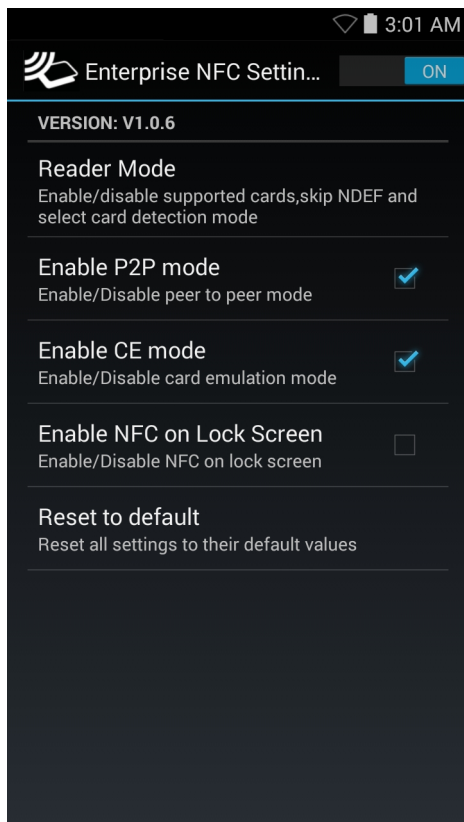 3:01 AM
Enterprise NFC Settin...
ON
VERSION: V1.0.6
Reader Mode
Enable/disable supported cards,skip NDEF and
select card detection mode
Enable P2P mode
Enable/Disable peer to peer mode
Enable CE mode
Enable/Disable card emulation mode
Enable NFC on Lock Screen
Enable/Disable NFC on lock screen
Reset to default
Reset all settings to their default values